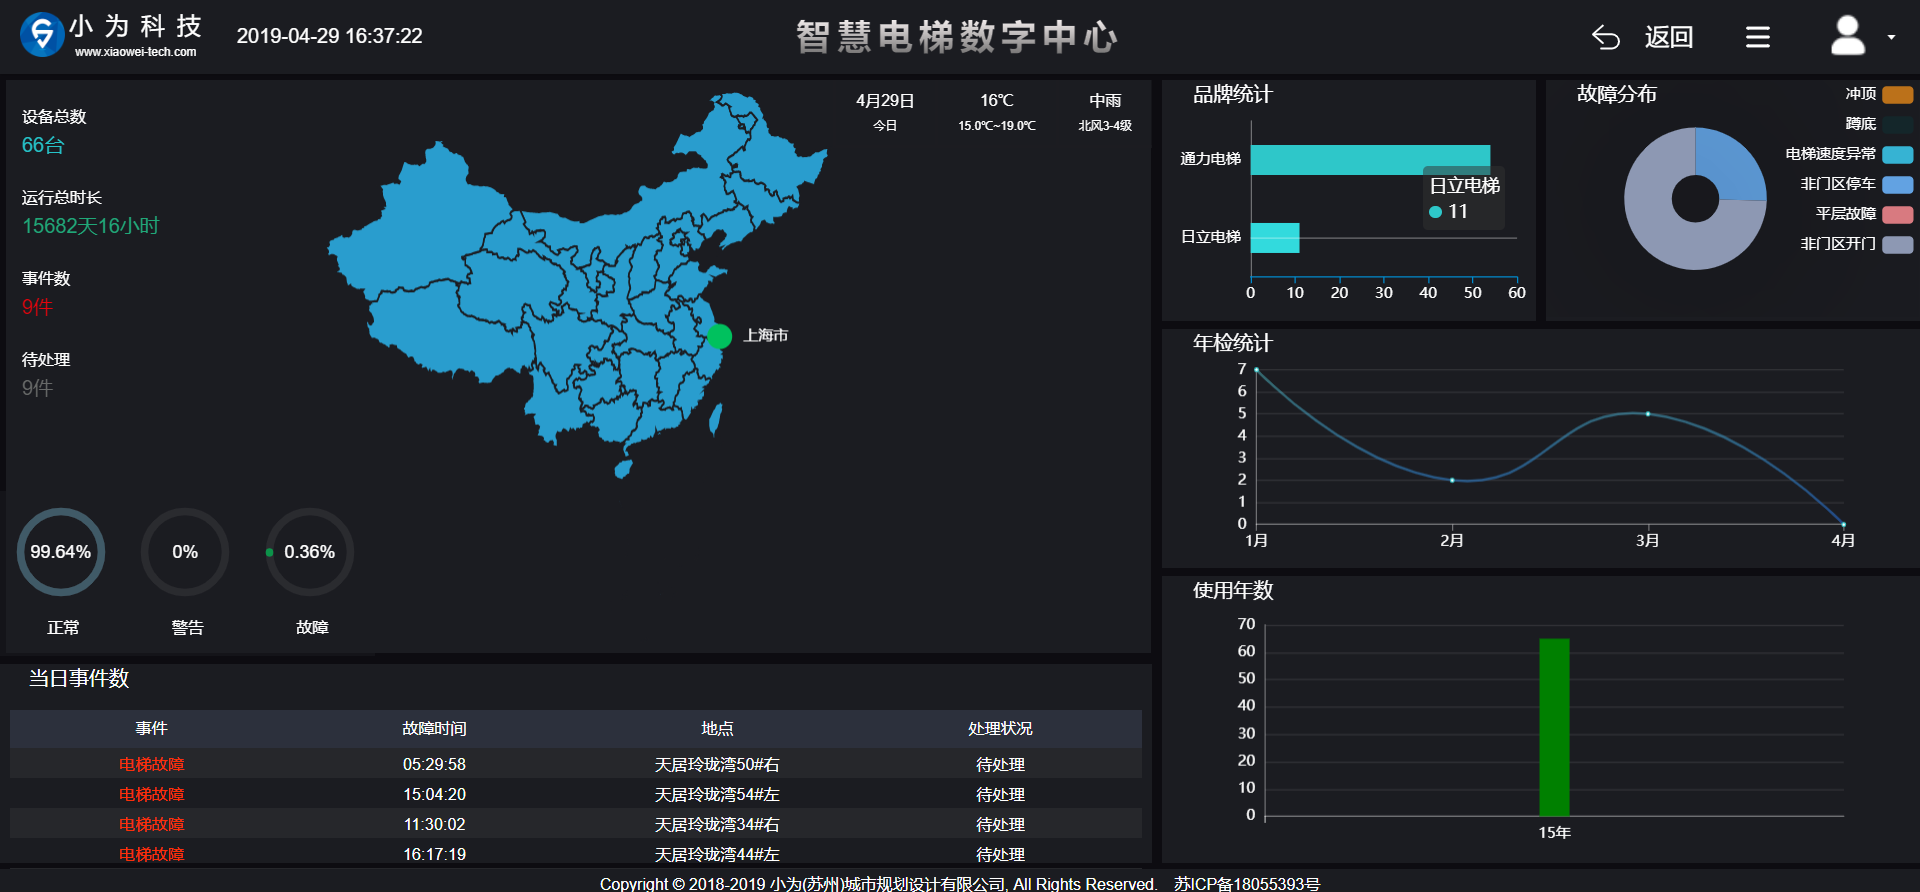 小为科技
www.xiaowei-tech.com
2019-04-29 16:37:22
智慧电梯数字中心
返回
设备总数
66台
运行总时长
15682天16小时
事件数
9件
待处理
9件
4月29日 16℃ 中雨
今日 15.0℃~19.0℃ 北风3-4级
上海市
99.64% 0% 0.36%
正常 警告 故障
当日事件数
事件 故障时间 地点 处理状况
电梯故障 05:29:58 天居玲珑湾50#右 待处理
电梯故障 15:04:20 天居玲珑湾54#左 待处理
电梯故障 11:30:02 天居玲珑湾34#右 待处理
电梯故障 16:17:19 天居玲珑湾44#左 待处理
品牌统计
通力电梯
日立电梯
11
日立电梯
0 10 20 30 40 50 60
故障分布
冲顶
蹲底
电梯速度异常
非门区停车
平层故障
非门区开门
年检统计
7
6
5
4
3
2
1
0
1月 2月 3月 4月
使用年数
70
60
50
40
30
20
10
0
15年
Copyright © 2018-2019 小为(苏州)城市规划设计有限公司, All Rights Reserved. 苏ICP备18055393号